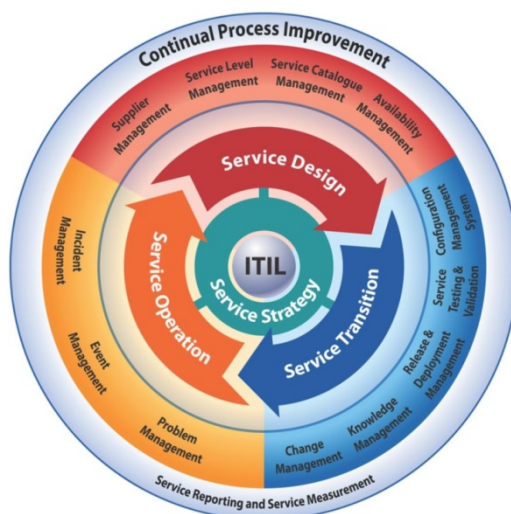 Continual Process Improvement
Supplier
Management
Service Level
Management
Service Catalogue
Management
Availability
Management
Configuration
Management
System
Service
Testing &
Validation
Release &
Deployment
Management
Knowledge
Management
Change
Management
Problem
Management
Event
Management
Incident
Management
Service Design
Service Transition
Service Operation
Service Strategy
ITIL
Service Reporting and Service Measurement